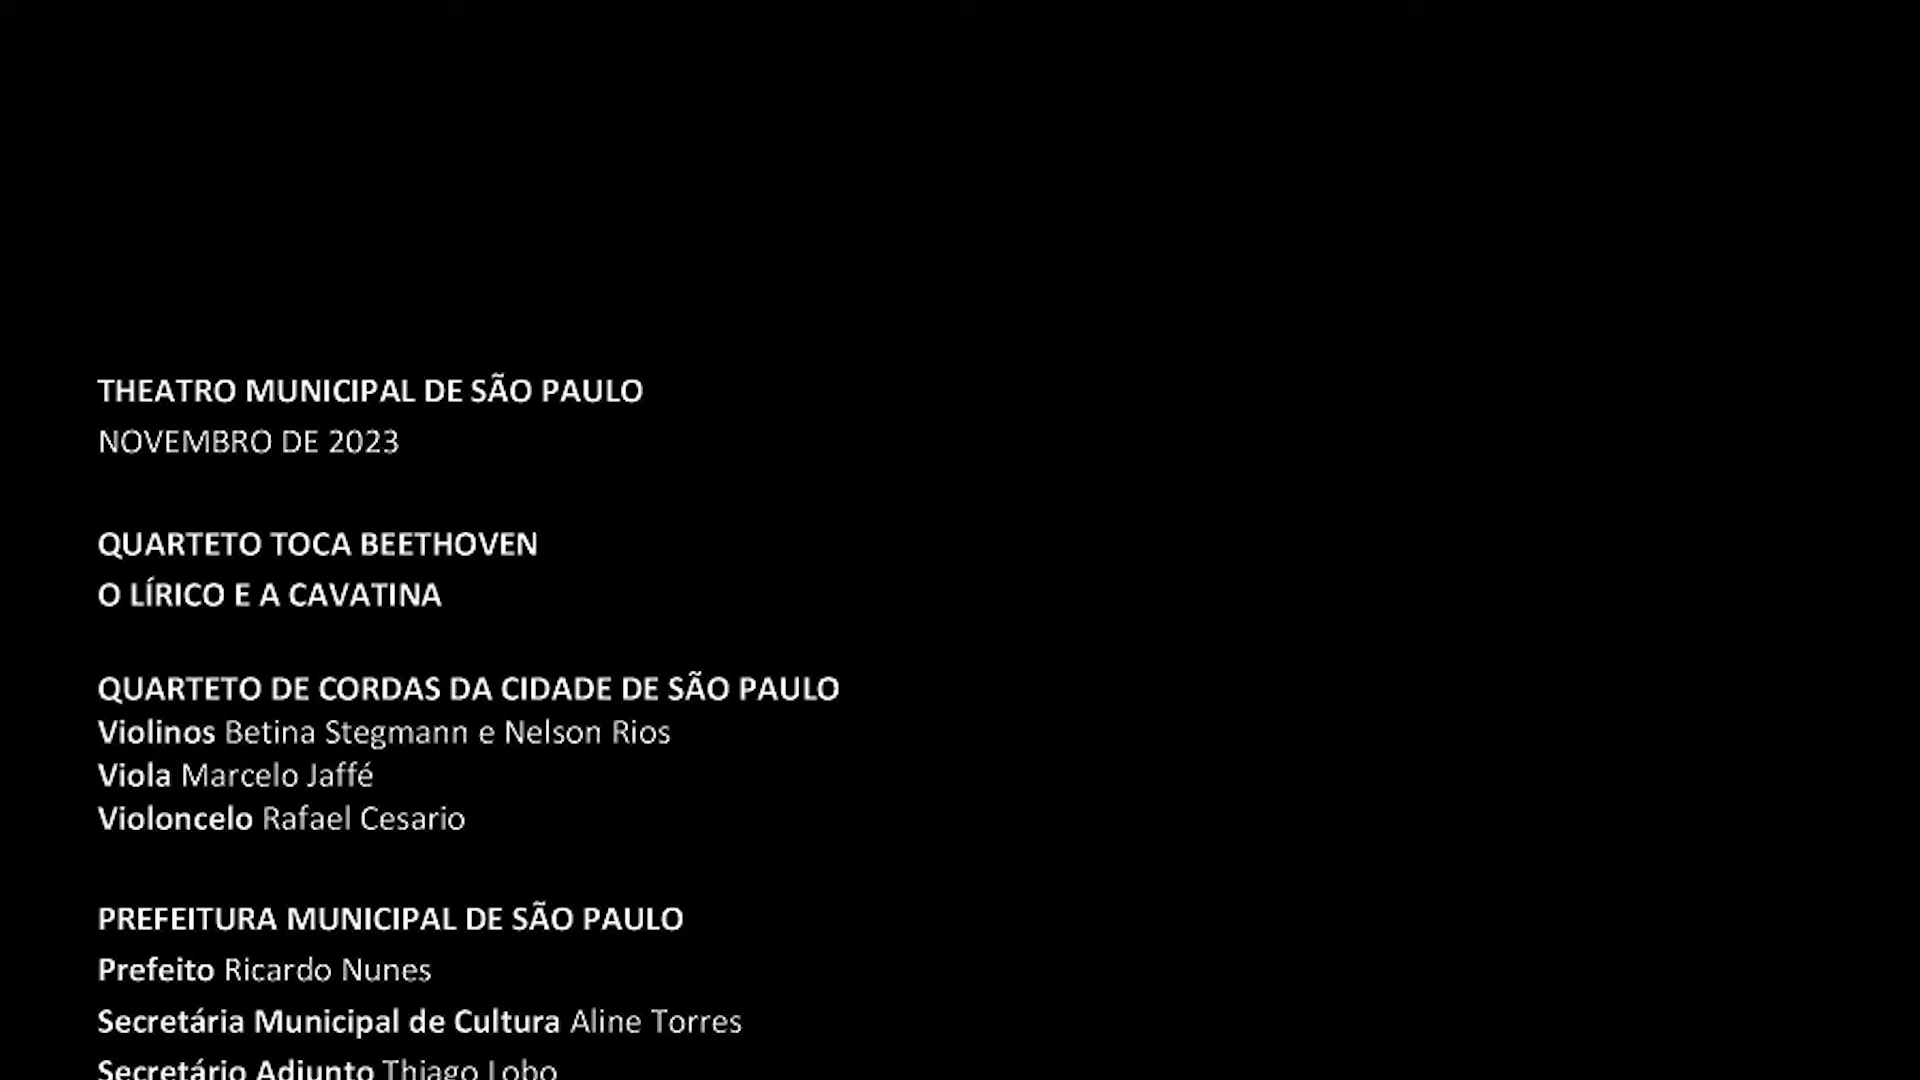 THEATRO MUNICIPAL DE SÃO PAULO
NOVEMBRO DE 2023
QUARTETO TOCA BEETHOVEN
O LÍRICO E A CAVATINA
QUARTETO DE CORDAS DA CIDADE DE SÃO PAULO
Violinos Betina Stegmann e Nelson Rios
Viola Marcelo Jaffé
Violoncelo Rafael Cesario
PREFEITURA MUNICIPAL DE SÃO PAULO
Prefeito Ricardo Nunes
Secretária Municipal de Cultura Aline Torres
Secretário Adjunto Thiago Lobo